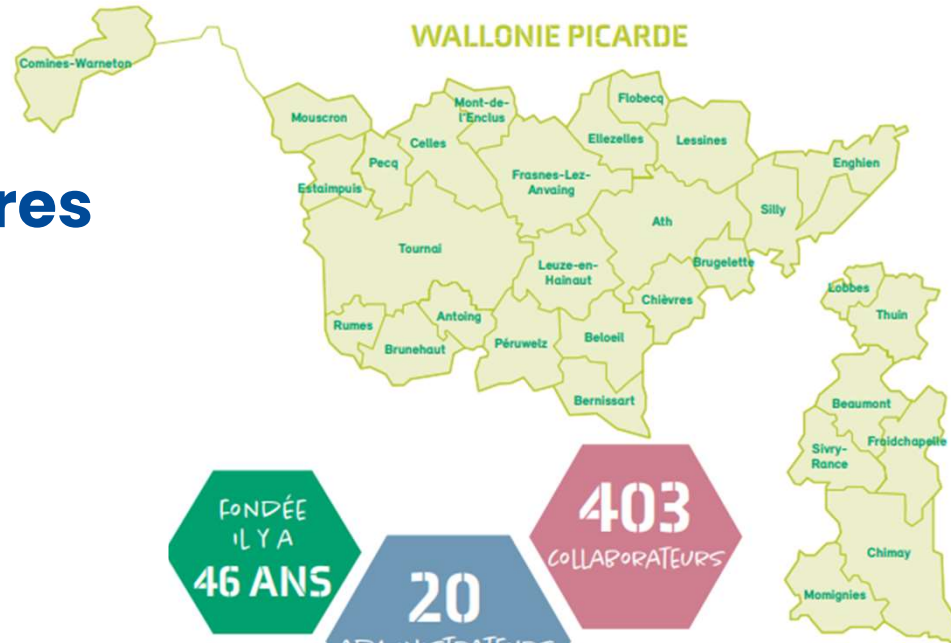 WALLONIE PICARDE
Comines-Warneton
Flobecq
Mont-de-
l'Enclus
Mouscron
Celles
Ellezelles
Lessines
Pecq
Enghien
Frasnes-Lez-
Anvaing
Estaimpuis
res
Silly
Ath
Tournai
Brugelette
Leuze-en-
Hainaut
Lobbes
Chièvres
Thuin
Antoing
Rumes
Beloeil
Péruwelz
Brunehaut
Bernissart
Beaumont
Froidchapelle
Sivry-
Rance
Chimay
Momignies
FONDÉE
IL Y A
46 ANS
20
ADMINISTRATEURS
403
COLLABORATEURS